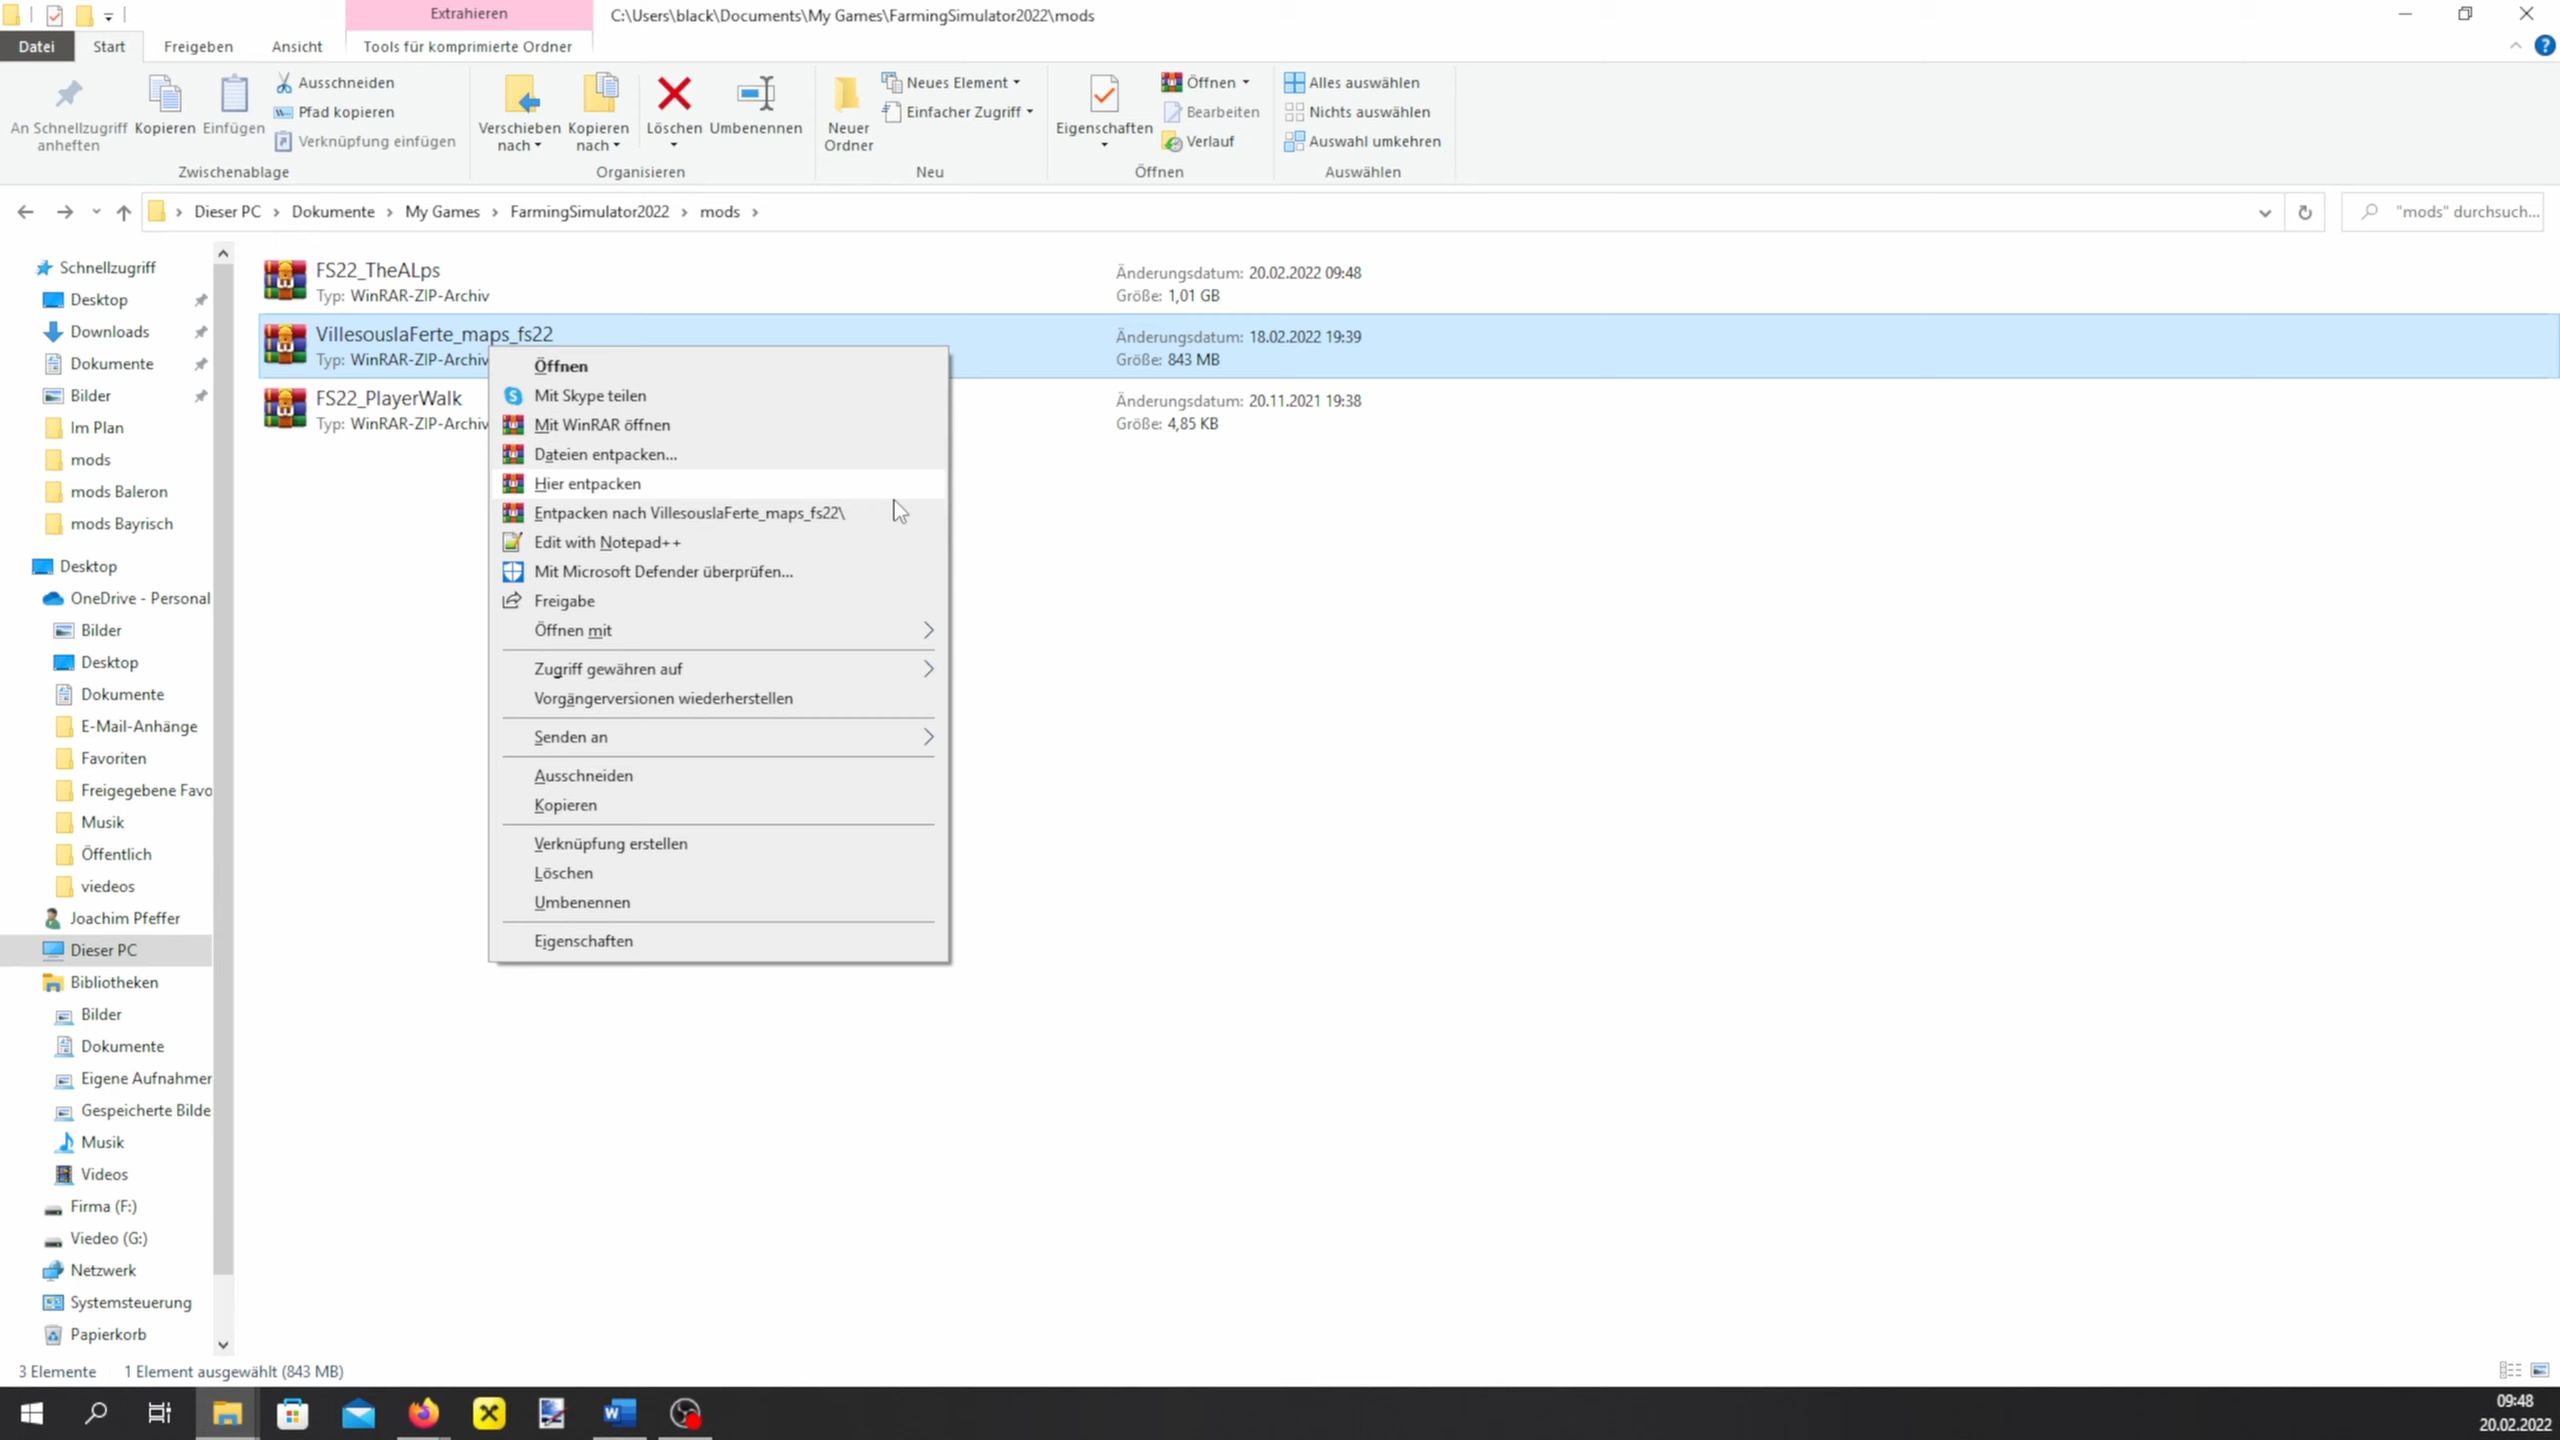 Extrahieren
C:\Users\black\Documents\My Games\FarmingSimulator2022\mods
Datei
Start
Freigeben
Ansicht
Tools für komprimierte Ordner
An Schnellzugriff
anheften
Kopieren
Einfügen
Ausschneiden
Pfad kopieren
Verknüpfung einfügen
Zwischenablage
Verschieben
nach
Kopieren
nach
Löschen
Umbenennen
Organisieren
Neuer
Ordner
Neues Element
Einfacher Zugriff
Neu
Eigenschaften
Öffnen
Bearbeiten
Verlauf
Öffnen
Alles auswählen
Nichts auswählen
Auswahl umkehren
Auswählen
Dieser PC
Dokumente
My Games
FarmingSimulator2022
mods
"mods" durchsuch...
Schnellzugriff
Desktop
Downloads
Dokumente
Bilder
Im Plan
mods
mods Baleron
mods Bayrisch
Desktop
OneDrive - Personal
Bilder
Desktop
Dokumente
E-Mail-Anhänge
Favoriten
Freigegebene Favo
Musik
Öffentlich
viedeos
Joachim Pfeffer
Dieser PC
Bibliotheken
Bilder
Dokumente
Eigene Aufnahmer
Gespeicherte Bilde
Musik
Videos
Firma (F:)
Viedeo (G:)
Netzwerk
Systemsteuerung
Papierkorb
FS22_TheALps
Typ: WinRAR-ZIP-Archiv
Änderungsdatum: 20.02.2022 09:48
Größe: 1,01 GB
VillesouslaFerte_maps_fs22
Typ: WinRAR-ZIP-Archiv
Änderungsdatum: 18.02.2022 19:39
Größe: 843 MB
FS22_PlayerWalk
Typ: WinRAR-ZIP-Archiv
Änderungsdatum: 20.11.2021 19:38
Größe: 4,85 KB
Öffnen
Mit Skype teilen
Mit WinRAR öffnen
Dateien entpacken...
Hier entpacken
Entpacken nach VillesouslaFerte_maps_fs22\
Edit with Notepad++
Mit Microsoft Defender überprüfen...
Freigabe
Öffnen mit
Zugriff gewähren auf
Vorgängerversionen wiederherstellen
Senden an
Ausschneiden
Kopieren
Verknüpfung erstellen
Löschen
Umbenennen
Eigenschaften
3 Elemente
1 Element ausgewählt (843 MB)
09:48
20.02.2022